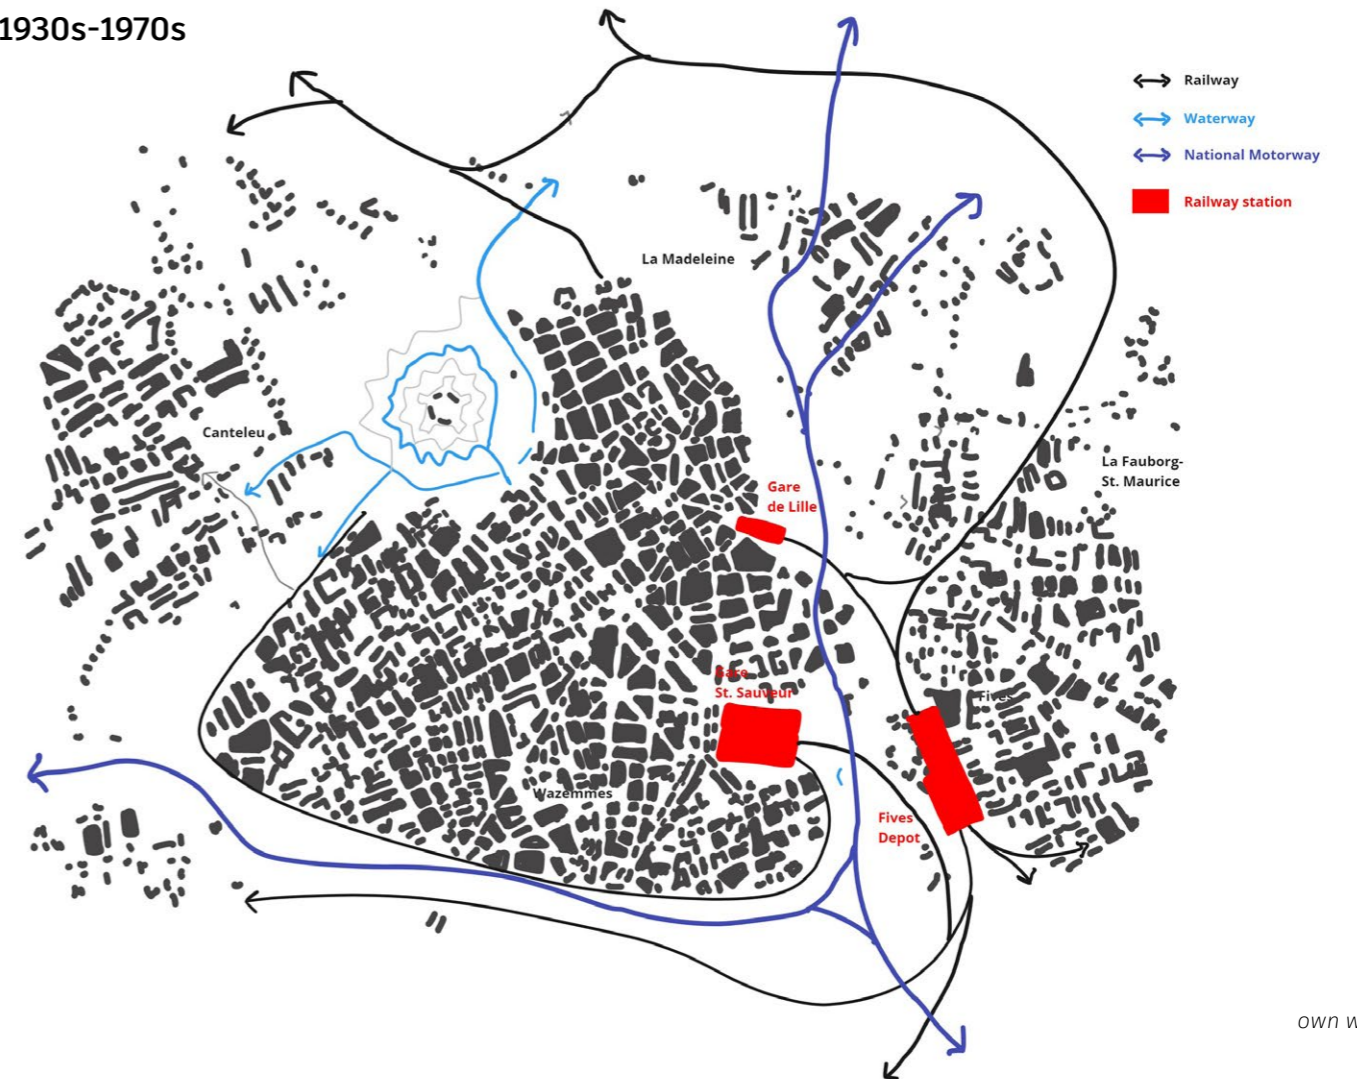 1930s-1970s
Railway
Waterway
National Motorway
Railway station
La Madeleine
Canteleu
La Fauborg-
St. Maurice
Gare
de Lille
Gare
St. Sauveur
Fives
Wazemmes
Fives
Depot
own w